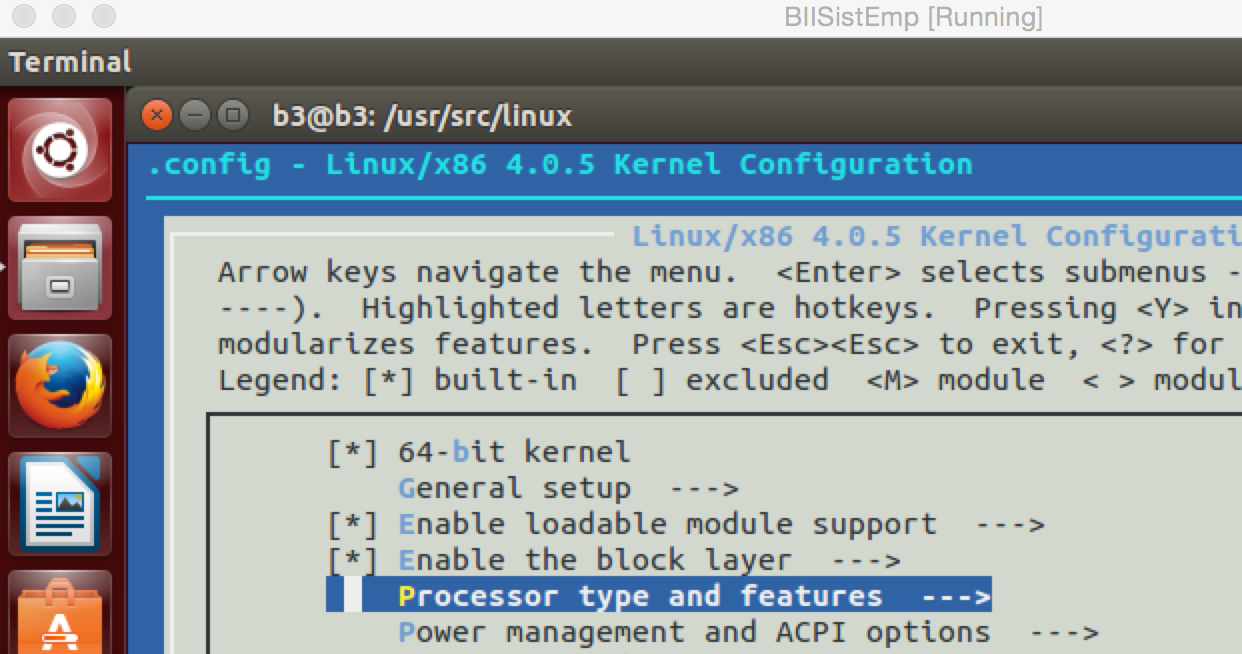 BIISistEmp [Running]
Terminal
b3@b3: /usr/src/linux
.config - Linux/x86 4.0.5 Kernel Configuration
Linux/x86 4.0.5 Kernel Configurati
Arrow keys navigate the menu.  <Enter> selects submenus -
----).  Highlighted letters are hotkeys.  Pressing <Y> in
modularizes features.  Press <Esc><Esc> to exit, <?> for
Legend: [*] built-in  [ ] excluded  <M> module  < > modul
[*] 64-bit kernel
General setup  --->
[*] Enable loadable module support  --->
[*] Enable the block layer  --->
Processor type and features  --->
Power management and ACPI options  --->